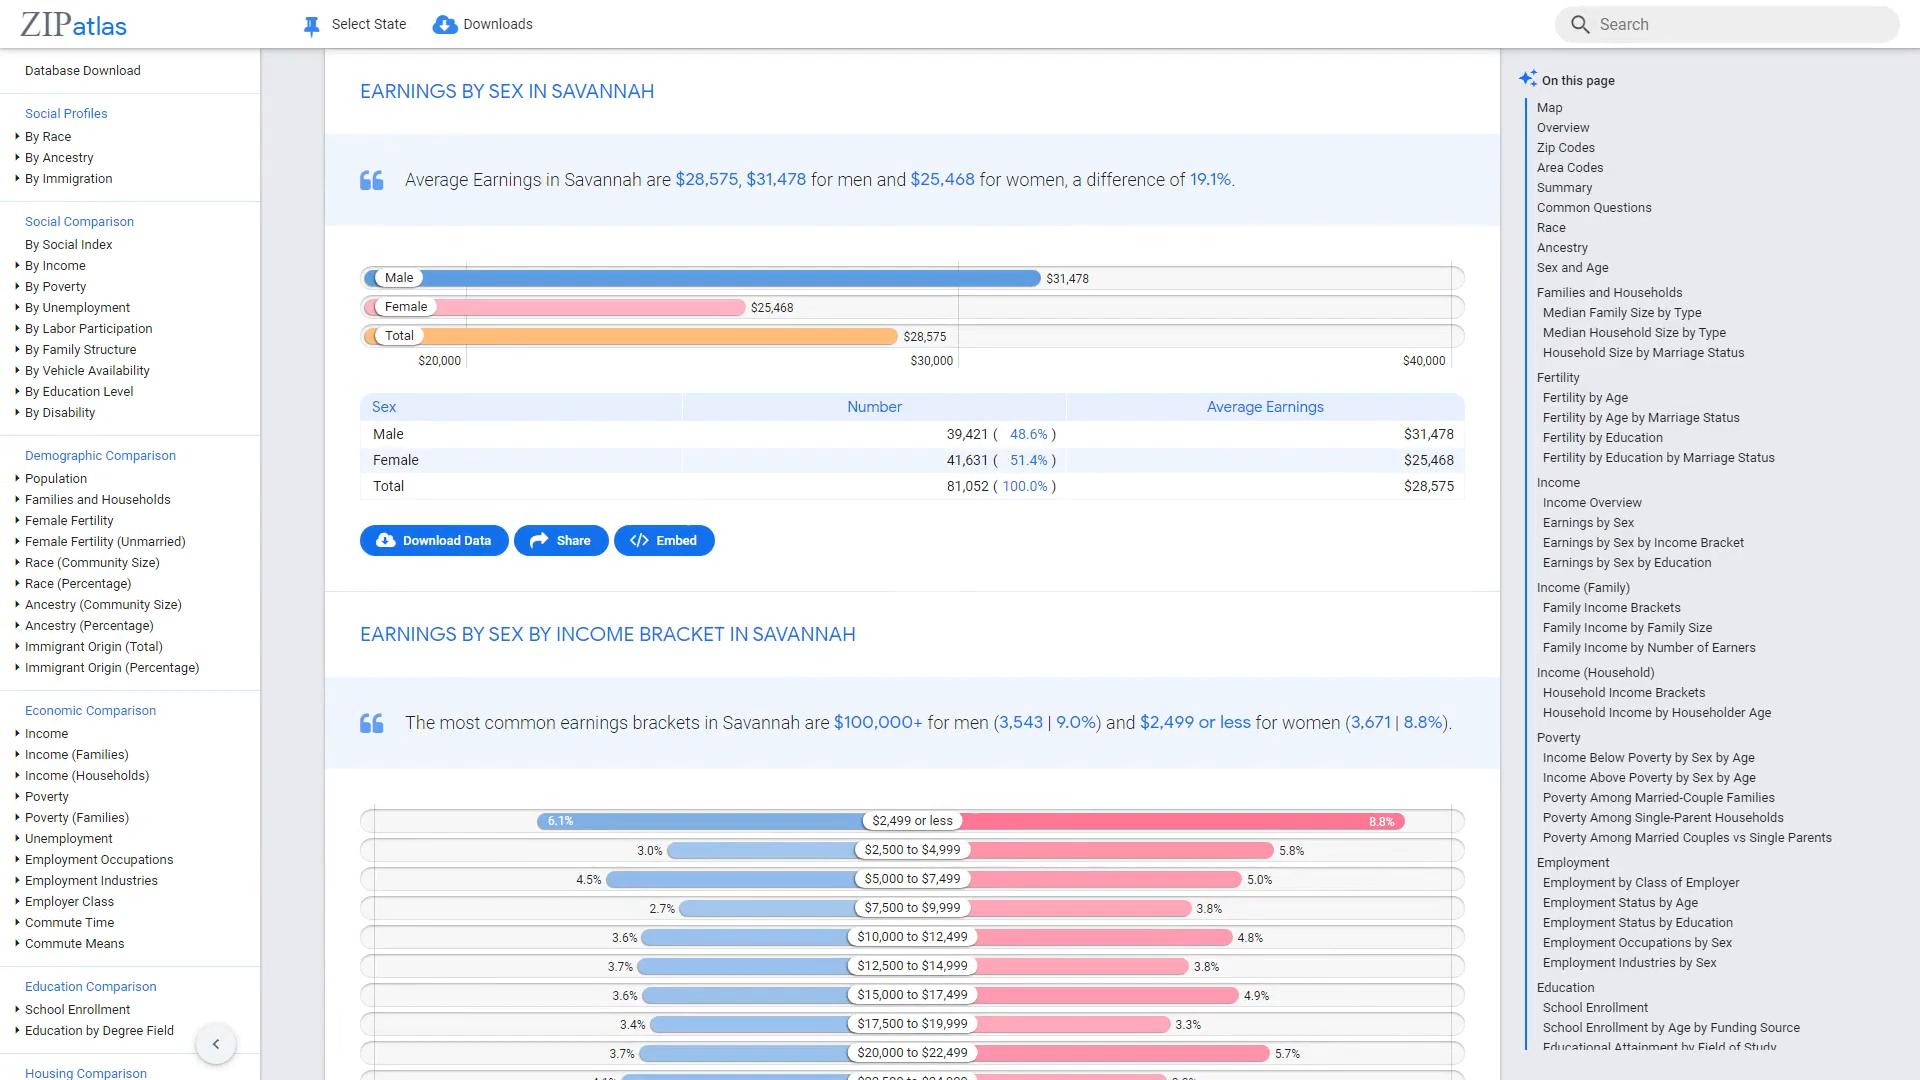 ZIPatlas
Select State
Downloads
Search
Database Download
Social Profiles
By Race
By Ancestry
By Immigration
Social Comparison
By Social Index
By Income
By Poverty
By Unemployment
By Labor Participation
By Family Structure
By Vehicle Availability
By Education Level
By Disability
Demographic Comparison
Population
Families and Households
Female Fertility
Female Fertility (Unmarried)
Race (Community Size)
Race (Percentage)
Ancestry (Community Size)
Ancestry (Percentage)
Immigrant Origin (Total)
Immigrant Origin (Percentage)
Economic Comparison
Income
Income (Families)
Income (Households)
Poverty
Poverty (Families)
Unemployment
Employment Occupations
Employment Industries
Employer Class
Commute Time
Commute Means
Education Comparison
School Enrollment
Education by Degree Field
Housing Comparison
EARNINGS BY SEX IN SAVANNAH
Average Earnings in Savannah are $28,575, $31,478 for men and $25,468 for women, a difference of 19.1%.
Male $31,478
Female $25,468
Total $28,575
$20,000 $30,000 $40,000
Sex Number Average Earnings
Male 39,421 ( 48.6% ) $31,478
Female 41,631 ( 51.4% ) $25,468
Total 81,052 ( 100.0% ) $28,575
Download Data Share Embed
EARNINGS BY SEX BY INCOME BRACKET IN SAVANNAH
The most common earnings brackets in Savannah are $100,000+ for men (3,543 | 9.0%) and $2,499 or less for women (3,671 | 8.8%).
6.1% $2,499 or less 8.8%
3.0% $2,500 to $4,999 5.8%
4.5% $5,000 to $7,499 5.0%
2.7% $7,500 to $9,999 3.8%
3.6% $10,000 to $12,499 4.8%
3.7% $12,500 to $14,999 3.8%
3.6% $15,000 to $17,499 4.9%
3.4% $17,500 to $19,999 3.3%
3.7% $20,000 to $22,499 5.7%
On this page
Map
Overview
Zip Codes
Area Codes
Summary
Common Questions
Race
Ancestry
Sex and Age
Families and Households
Median Family Size by Type
Median Household Size by Type
Household Size by Marriage Status
Fertility
Fertility by Age
Fertility by Age by Marriage Status
Fertility by Education
Fertility by Education by Marriage Status
Income
Income Overview
Earnings by Sex
Earnings by Sex by Income Bracket
Earnings by Sex by Education
Income (Family)
Family Income Brackets
Family Income by Family Size
Family Income by Number of Earners
Income (Household)
Household Income Brackets
Household Income by Householder Age
Poverty
Income Below Poverty by Sex by Age
Income Above Poverty by Sex by Age
Poverty Among Married-Couple Families
Poverty Among Single-Parent Households
Poverty Among Married Couples vs Single Parents
Employment
Employment by Class of Employer
Employment Status by Age
Employment Status by Education
Employment Occupations by Sex
Employment Industries by Sex
Education
School Enrollment
School Enrollment by Age by Funding Source
Educational Attainment by Field of Study